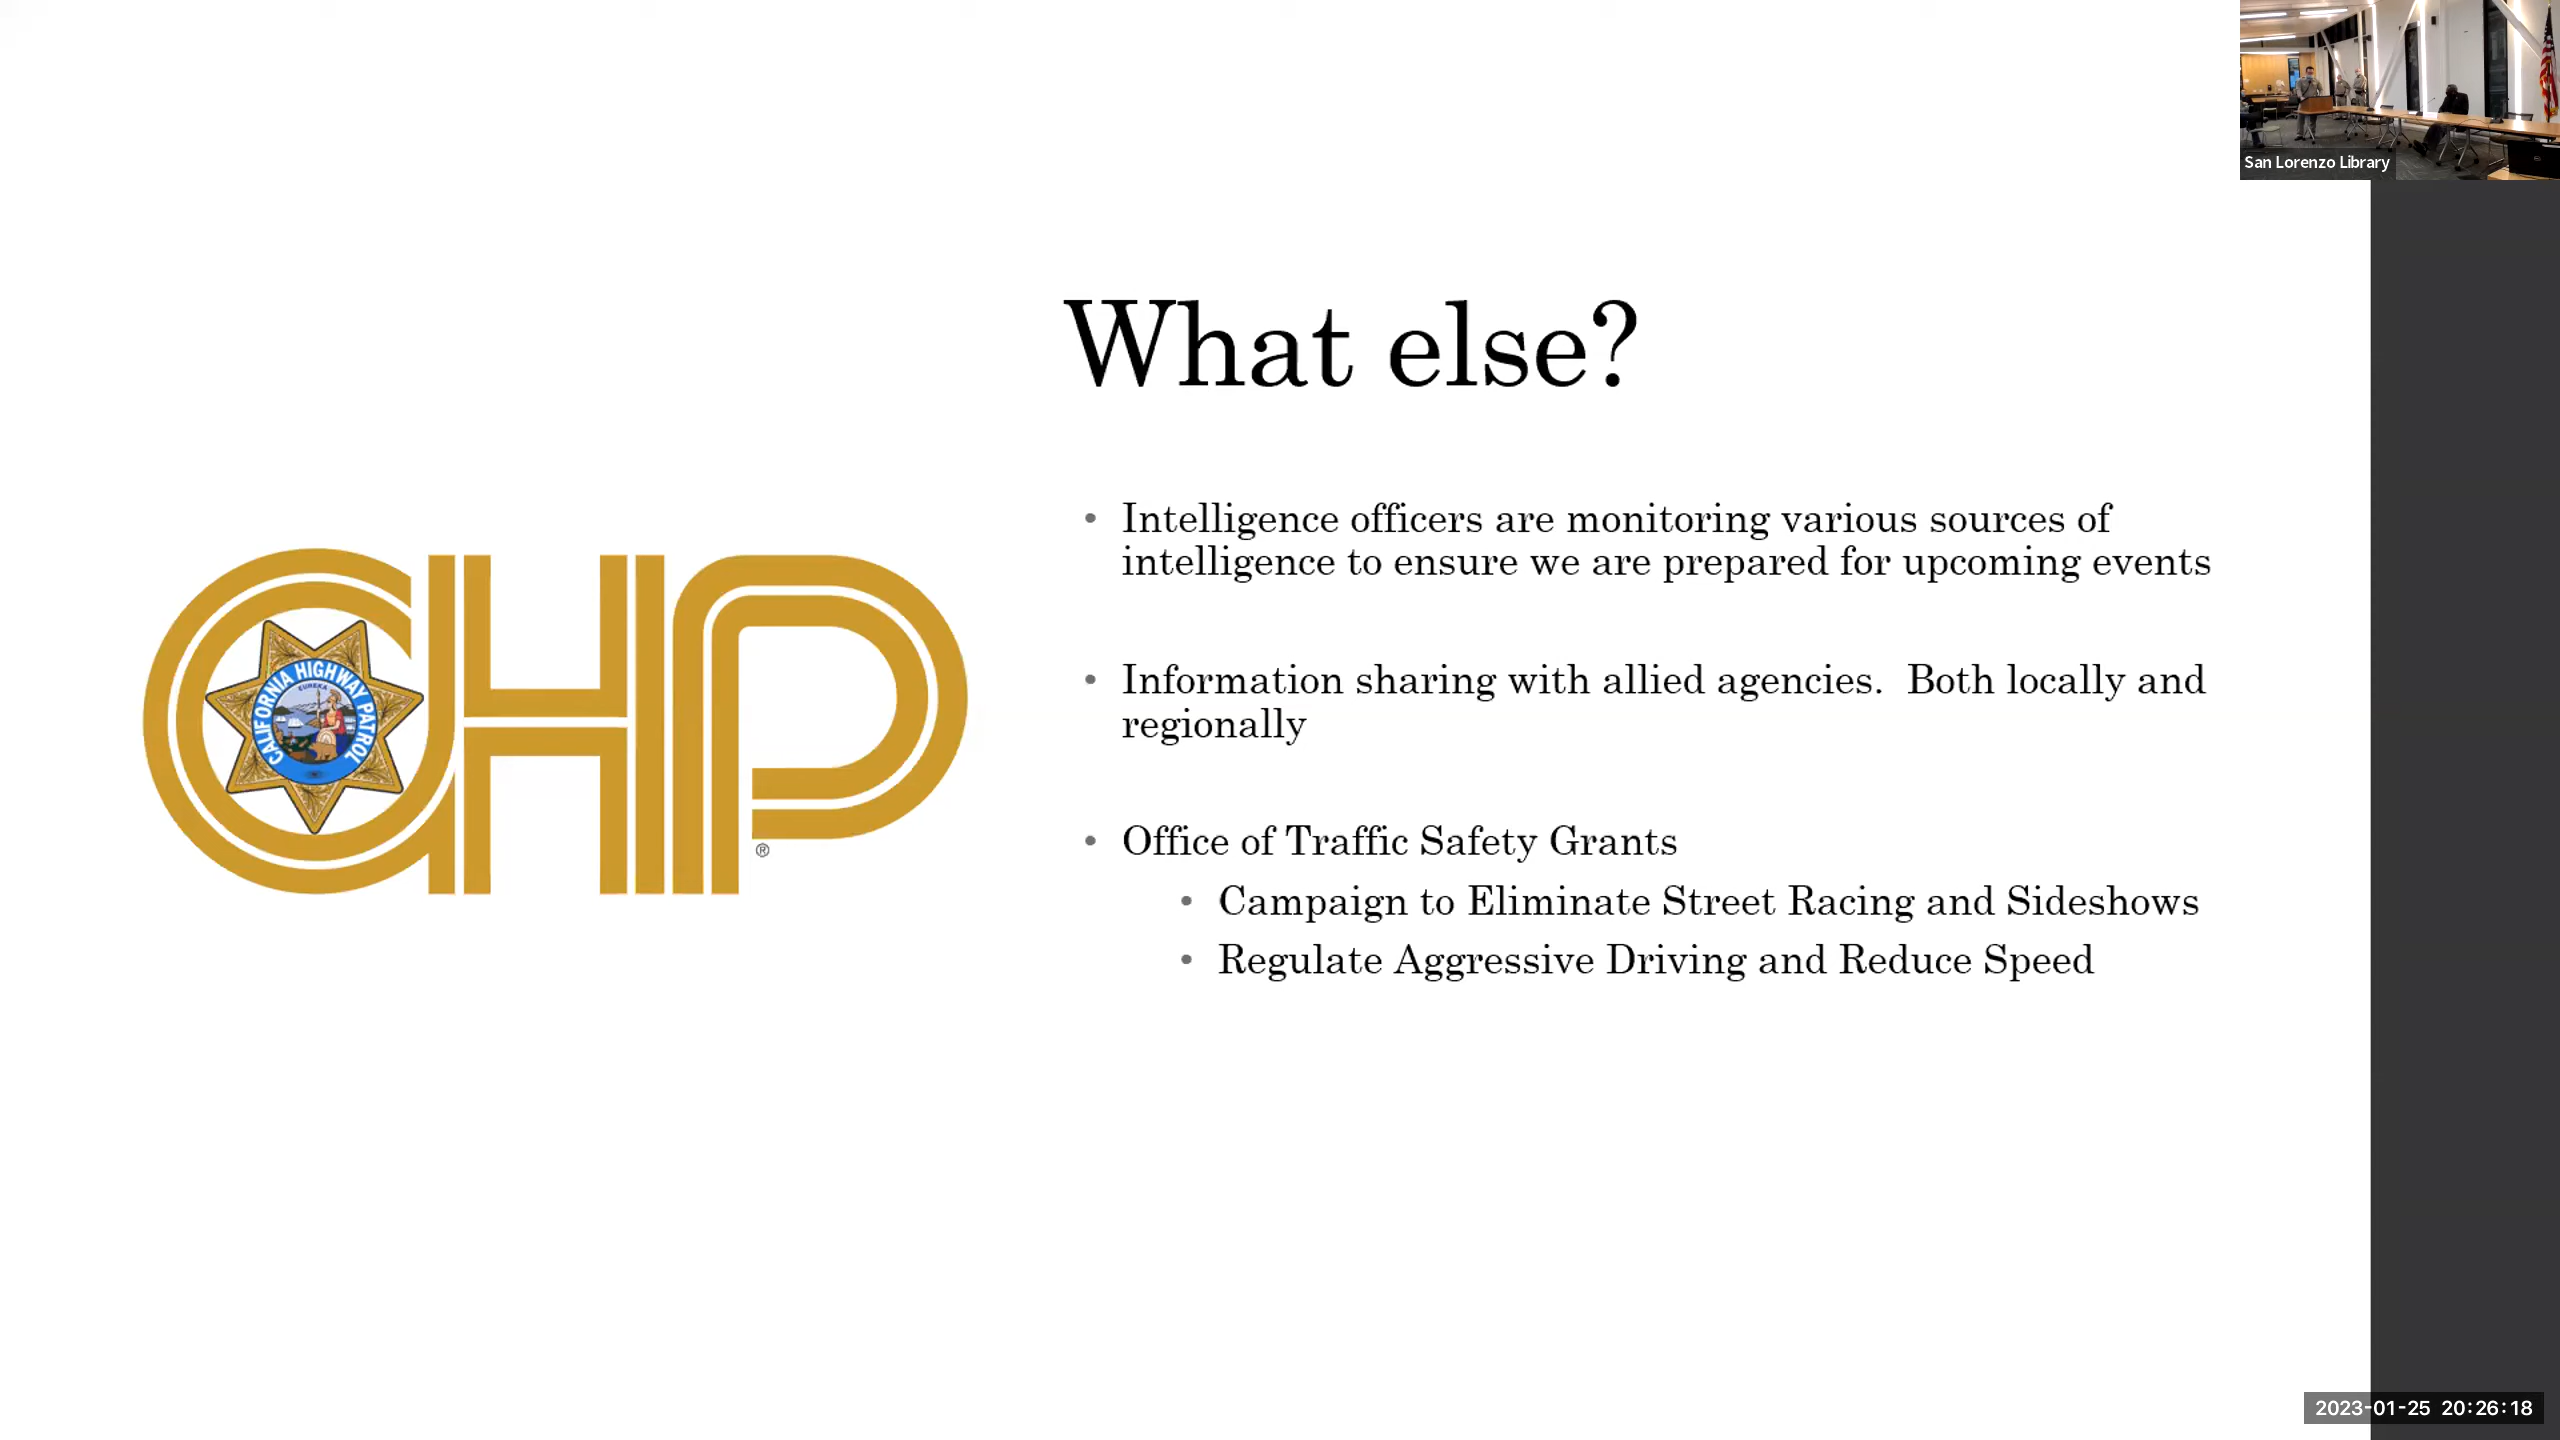 San Lorenzo Library
What else?
• Intelligence officers are monitoring various sources of
intelligence to ensure we are prepared for upcoming events
• Information sharing with allied agencies.  Both locally and
regionally
• Office of Traffic Safety Grants
• Campaign to Eliminate Street Racing and Sideshows
• Regulate Aggressive Driving and Reduce Speed
CHP
CALIFORNIA HIGHWAY PATROL
EUREKA
®
2023-01-25 20:26:18